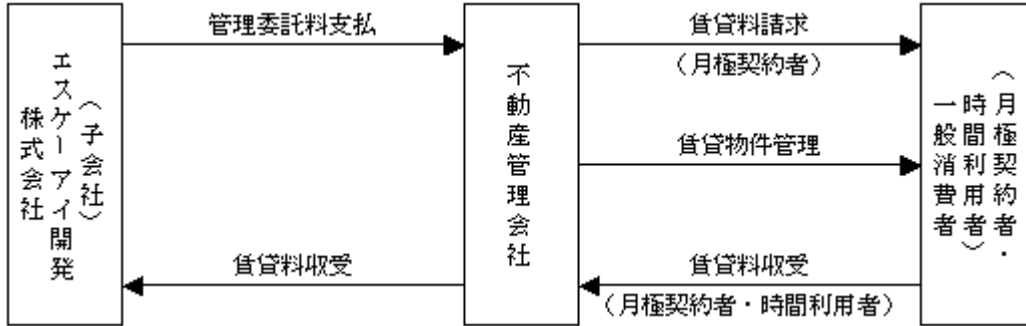 （子会社）
エスケーアイ開発
株式会社
管理委託料支払
賃貸料収受
不動産管理会社
賃貸料請求
（月極契約者）
賃貸物件管理
賃貸料収受
（月極契約者・時間利用者）
（月極契約者・
時間利用者）
一般消費者